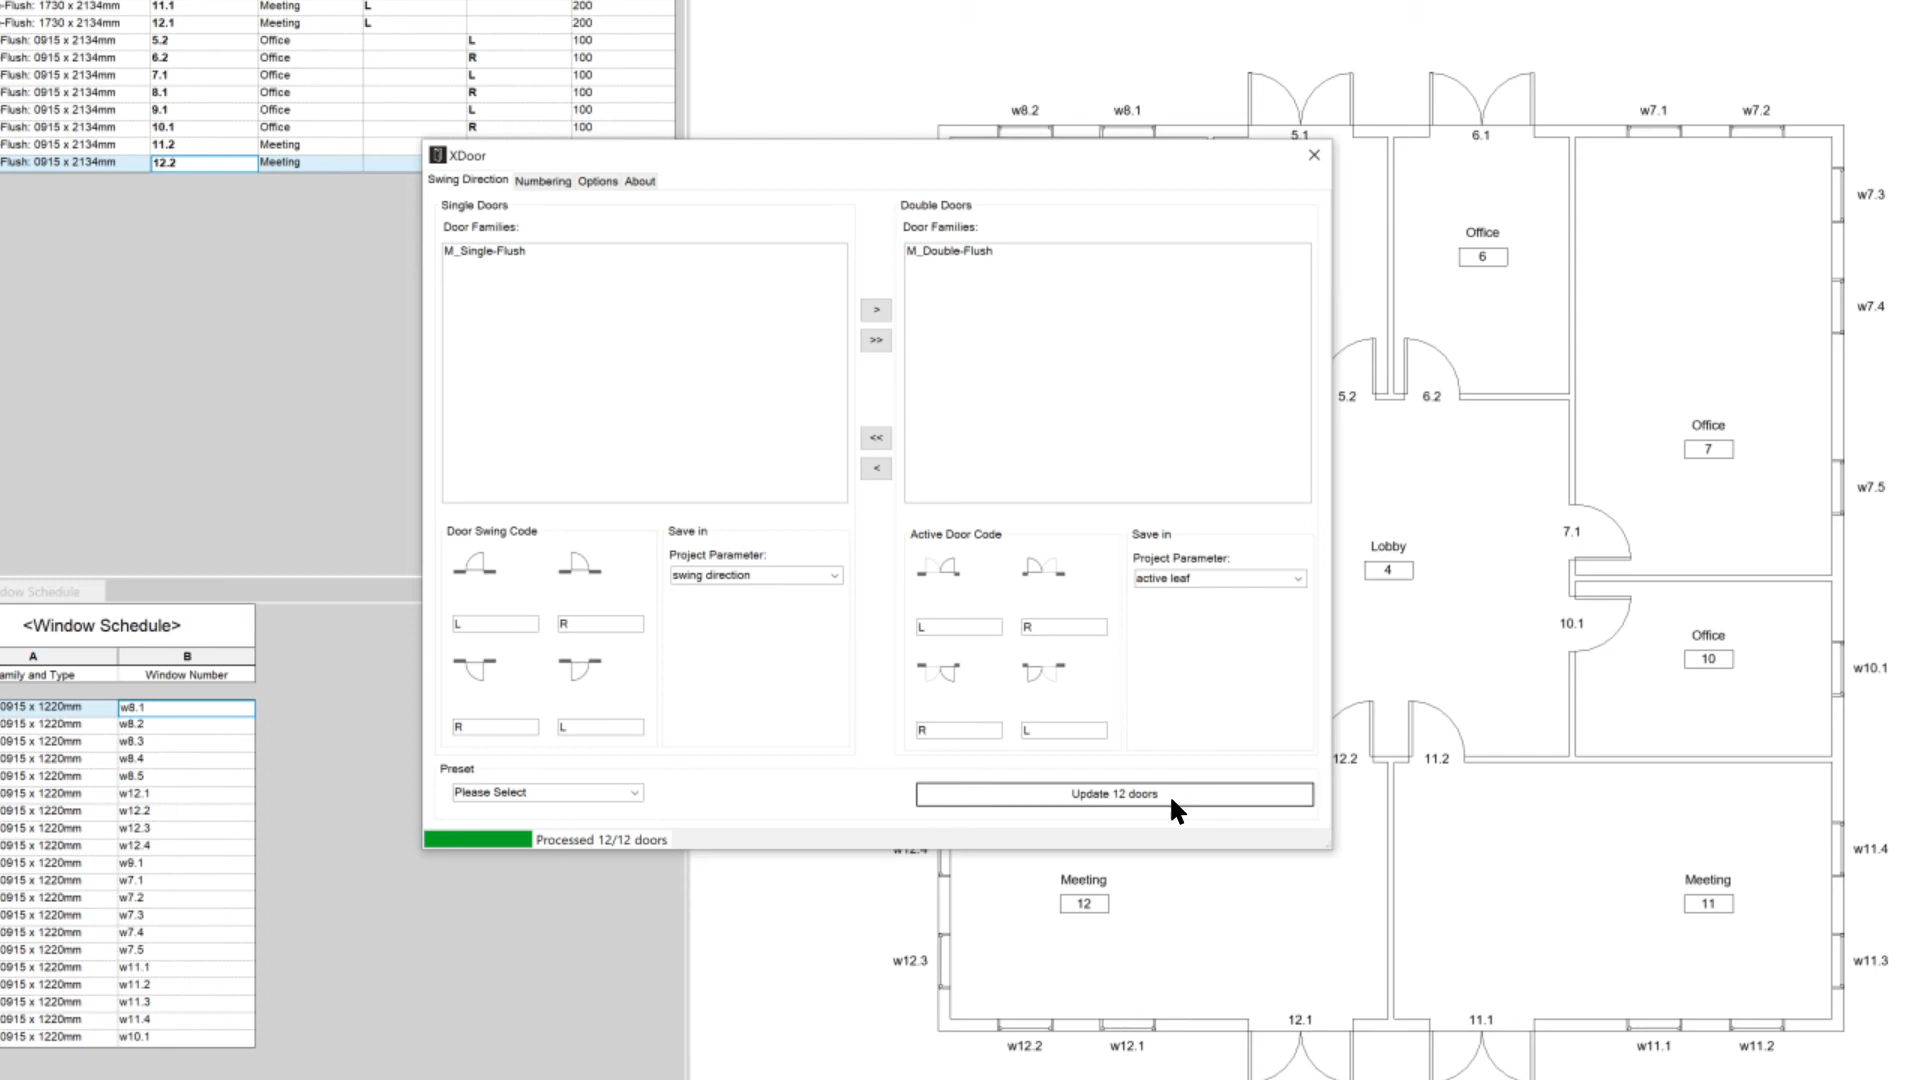 -Flush: 1730 x 2134mm 11.1 Meeting L 200
-Flush: 1730 x 2134mm 12.1 Meeting L 200
Flush: 0915 x 2134mm 5.2 Office L 100
Flush: 0915 x 2134mm 6.2 Office R 100
Flush: 0915 x 2134mm 7.1 Office L 100
Flush: 0915 x 2134mm 8.1 Office R 100
Flush: 0915 x 2134mm 9.1 Office L 100
Flush: 0915 x 2134mm 10.1 Office R 100
Flush: 0915 x 2134mm 11.2 Meeting
Flush: 0915 x 2134mm 12.2 Meeting
dow Schedule
<Window Schedule>
A B
amily and Type Window Number
0915 x 1220mm w8.1
0915 x 1220mm w8.2
0915 x 1220mm w8.3
0915 x 1220mm w8.4
0915 x 1220mm w8.5
0915 x 1220mm w12.1
0915 x 1220mm w12.2
0915 x 1220mm w12.3
0915 x 1220mm w12.4
0915 x 1220mm w9.1
0915 x 1220mm w7.1
0915 x 1220mm w7.2
0915 x 1220mm w7.3
0915 x 1220mm w7.4
0915 x 1220mm w7.5
0915 x 1220mm w11.1
0915 x 1220mm w11.2
0915 x 1220mm w11.3
0915 x 1220mm w11.4
0915 x 1220mm w10.1
XDoor
Swing Direction Numbering Options About
Single Doors
Door Families:
M_Single-Flush
>
>>
<<
<
Double Doors
Door Families:
M_Double-Flush
Door Swing Code
L R
R L
Save in
Project Parameter:
swing direction
Active Door Code
L R
R L
Save in
Project Parameter:
active leaf
Preset
Please Select
Update 12 doors
Processed 12/12 doors
w8.2 w8.1 w7.1 w7.2
5.1 6.1
w7.3
Office
6
w7.4
5.2 6.2
Office
7
w7.5
7.1
Lobby
4
10.1
Office
10
w10.1
12.2 11.2
w12.4 w11.4
Meeting Meeting
12 11
w12.3 w11.3
12.1 11.1
w12.2 w12.1 w11.1 w11.2